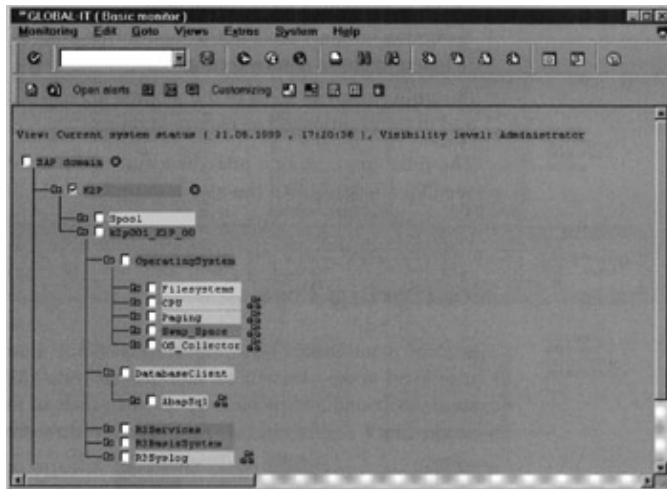 *GLOBAL-IT ( Basic monitor )
Monitoring Edit Goto Views Extras System Help
Open alerts Customizing
View: Current system status ( 21.06.1999 , 17:20:36 ), Visibility level: Administrator
SAP domain
K2P
Spool
k2p001_K2P_00
OperatingSystem
Filesystems
CPU
Paging
Swap_Space
OS_Collector
DatabaseClient
AbapSql
R3Services
R3BasisSystem
R3Syslog